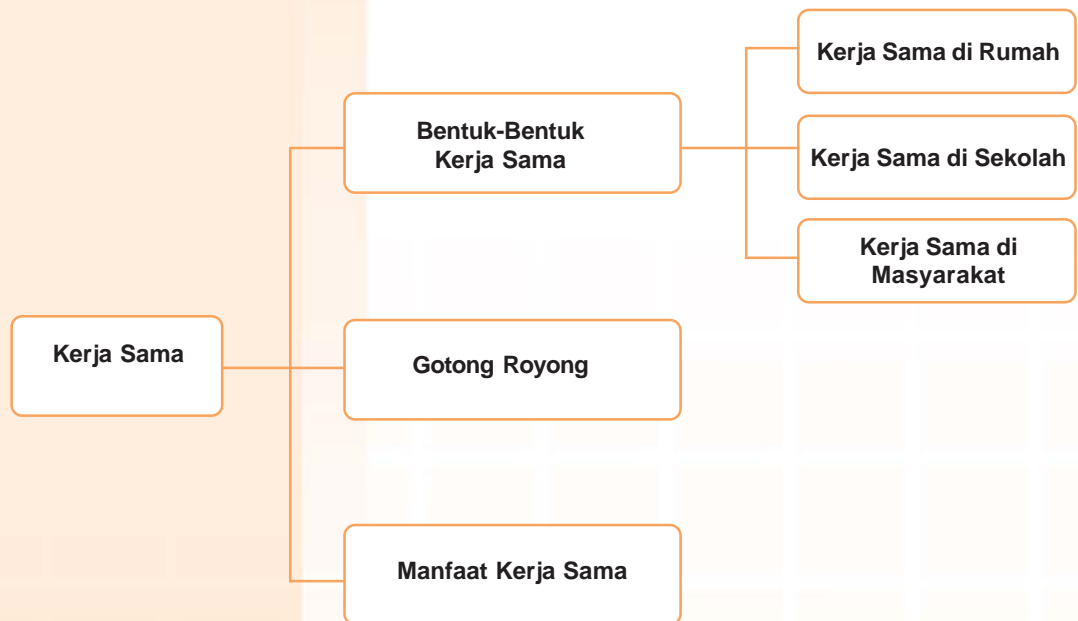 Kerja Sama
Bentuk-Bentuk
Kerja Sama
Kerja Sama di Rumah
Kerja Sama di Sekolah
Kerja Sama di
Masyarakat
Gotong Royong
Manfaat Kerja Sama